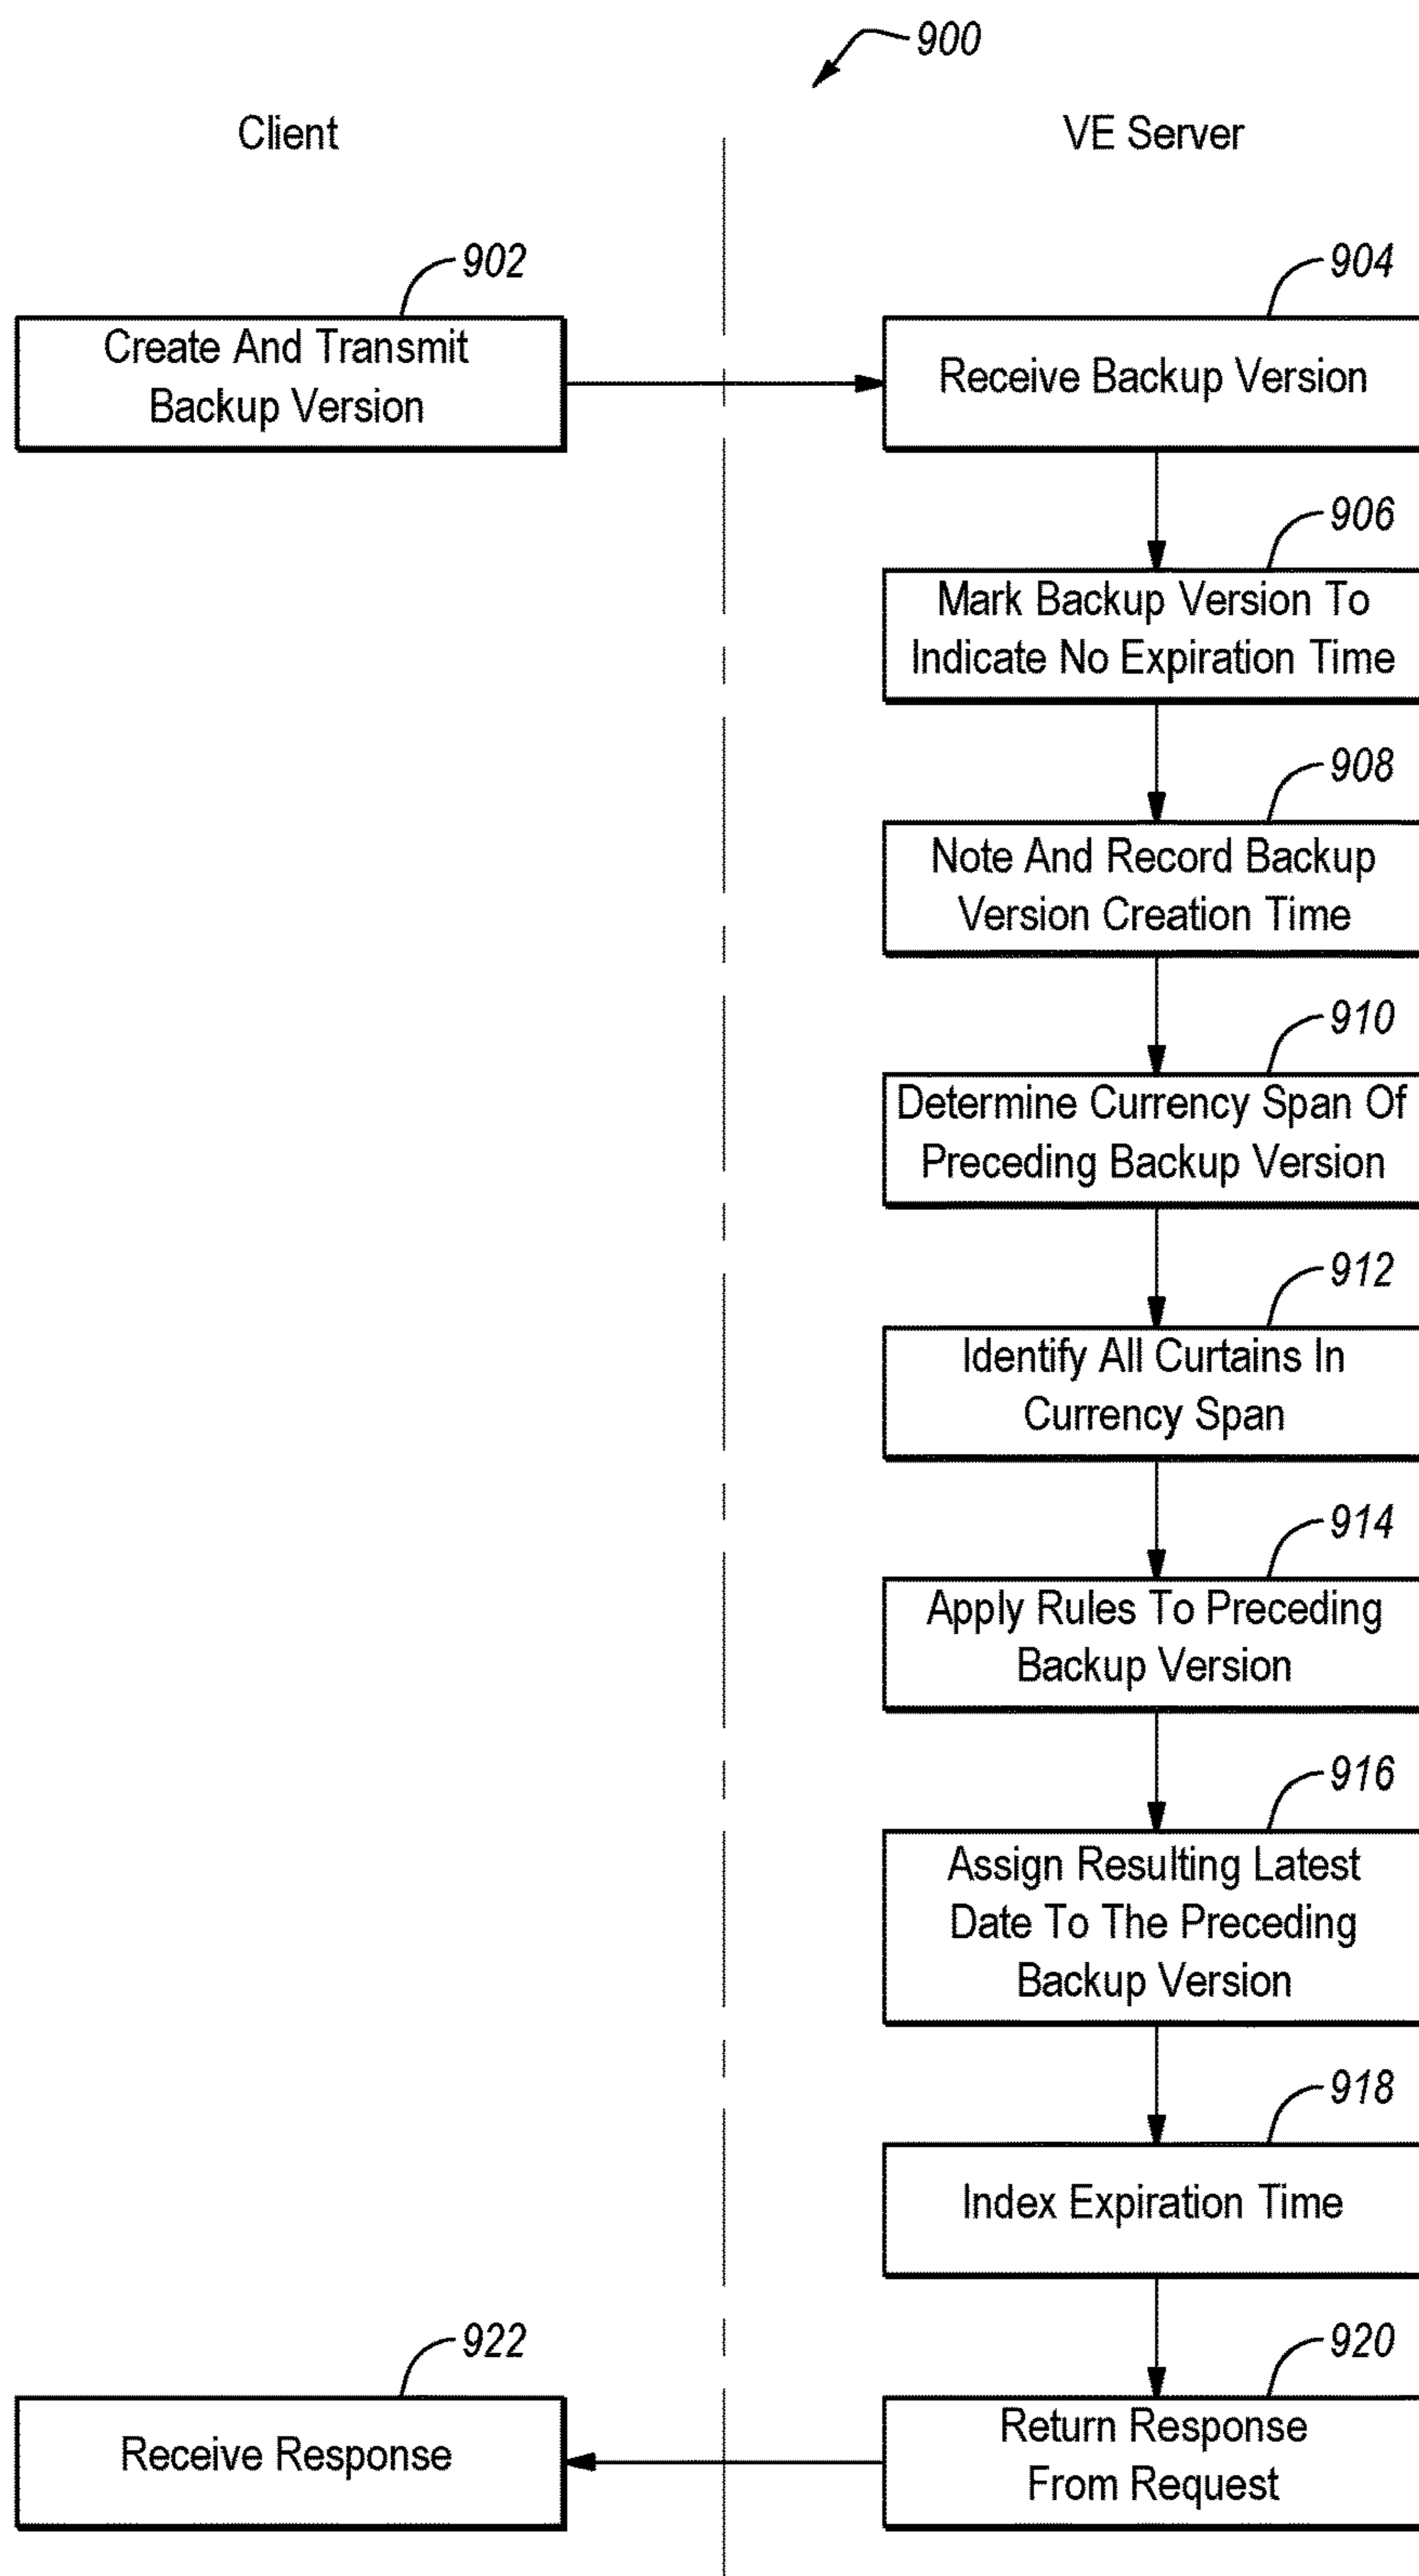 900
Client
VE Server
902
Create And Transmit
Backup Version
904
Receive Backup Version
906
Mark Backup Version To
Indicate No Expiration Time
908
Note And Record Backup
Version Creation Time
910
Determine Currency Span Of
Preceding Backup Version
912
Identify All Curtains In
Currency Span
914
Apply Rules To Preceding
Backup Version
916
Assign Resulting Latest
Date To The Preceding
Backup Version
918
Index Expiration Time
920
Return Response
From Request
922
Receive Response